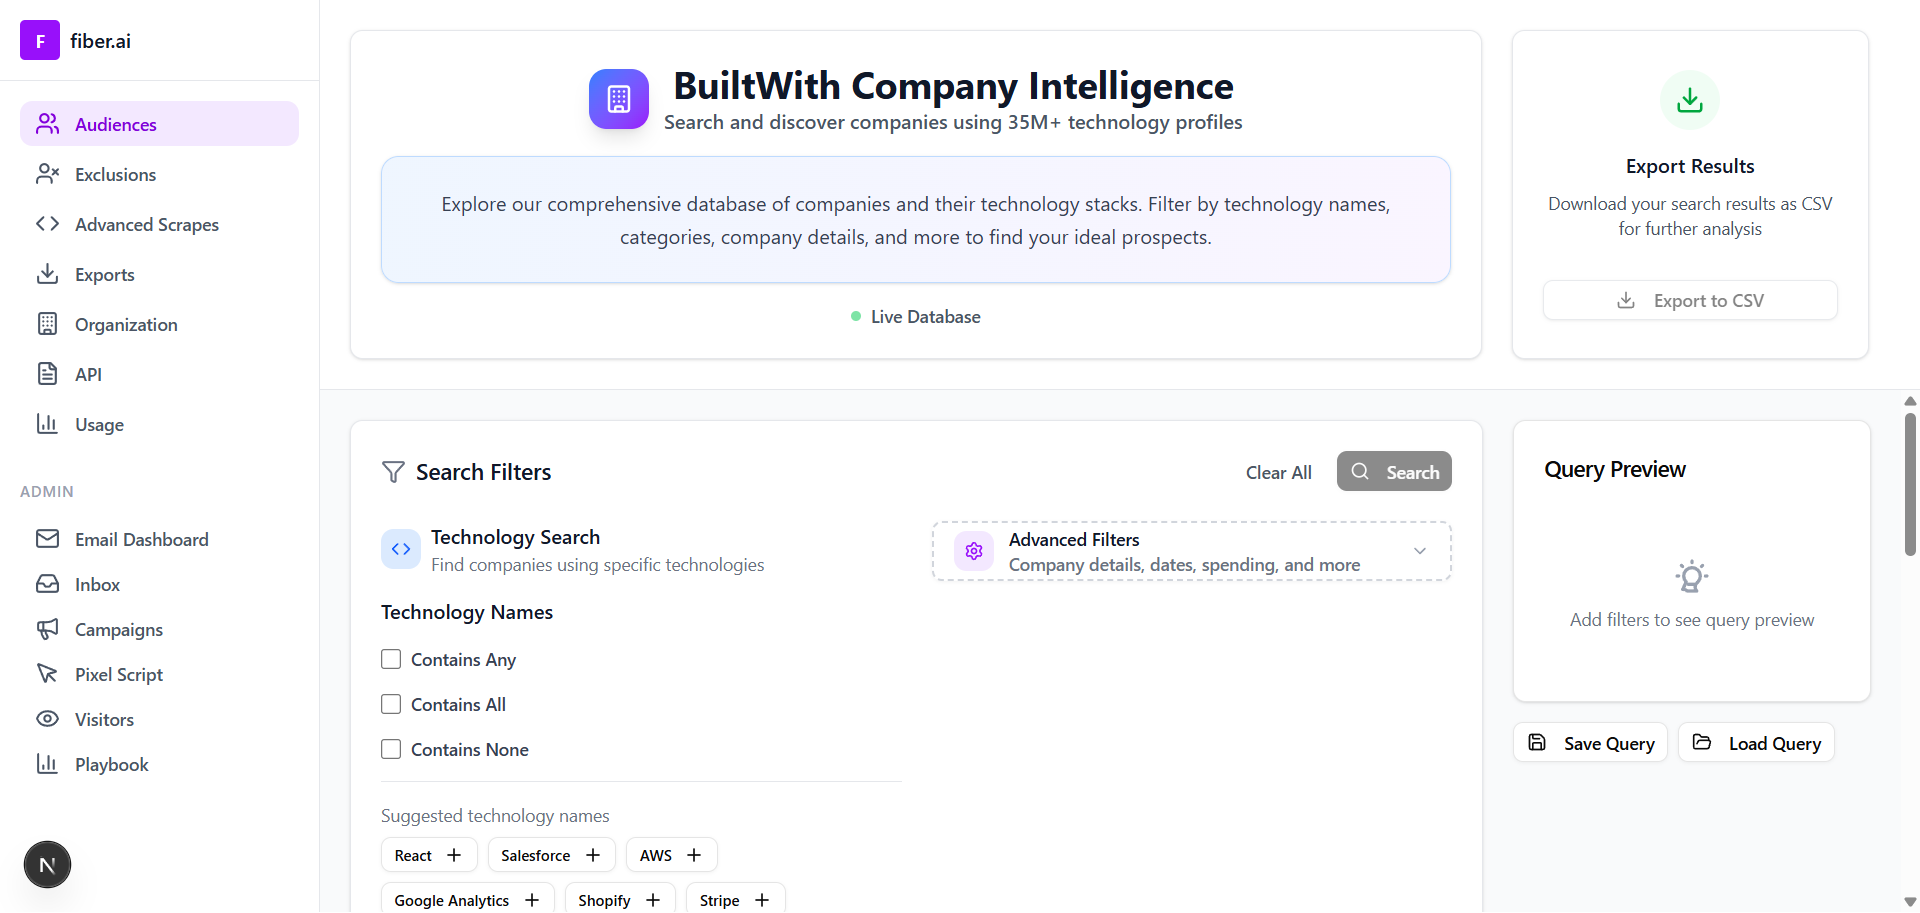 F
fiber.ai
Audiences
Exclusions
Advanced Scrapes
Exports
Organization
API
Usage
ADMIN
Email Dashboard
Inbox
Campaigns
Pixel Script
Visitors
Playbook
N
BuiltWith Company Intelligence
Search and discover companies using 35M+ technology profiles
Explore our comprehensive database of companies and their technology stacks. Filter by technology names,
categories, company details, and more to find your ideal prospects.
Live Database
Export Results
Download your search results as CSV
for further analysis
Export to CSV
Search Filters
Clear All
Search
Technology Search
Find companies using specific technologies
Advanced Filters
Company details, dates, spending, and more
Technology Names
Contains Any
Contains All
Contains None
Suggested technology names
React +
Salesforce +
AWS +
Google Analytics +
Shopify +
Stripe +
Query Preview
Add filters to see query preview
Save Query
Load Query